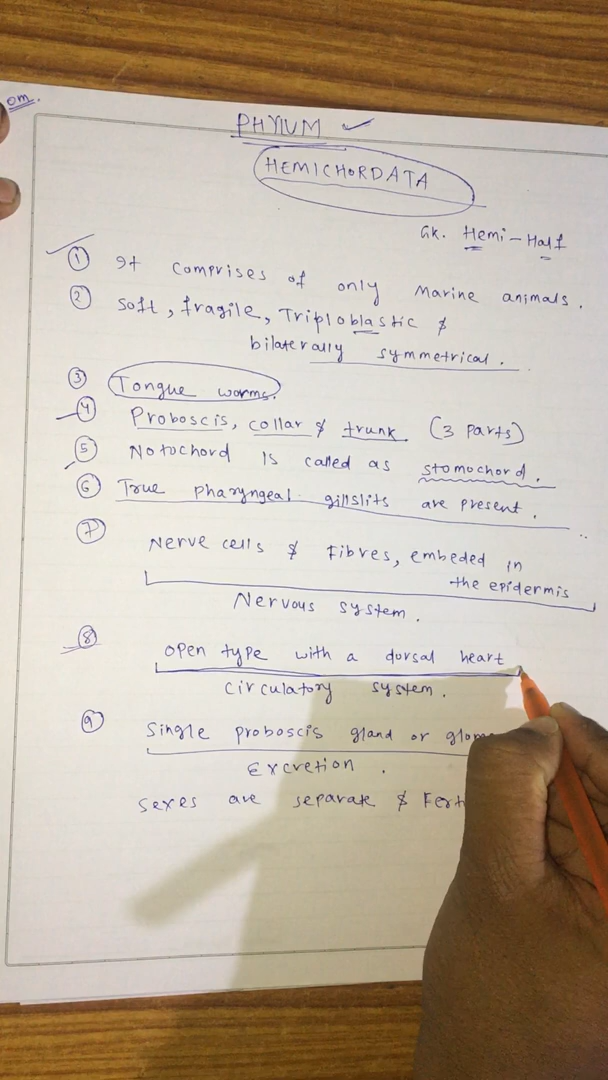 om.
PHYIUM
HEMICHORDATA
Gk. Hemi - Half
① It comprises of only Marine animals.
② Soft, fragile, Triploblastic &
bilaterally symmetrical.
③ Tongue worms.
④ Proboscis, collar & trunk. (3 parts)
⑤ Notochord is called as stomochord.
⑥ True pharyngeal gillslits are present.
⑦ Nerve cells & Fibres, embeded in
the epidermis
Nervous system.
⑧ open type with a dorsal heart
circulatory system.
⑨ Single proboscis gland or
Excretion.
Sexes are separate &